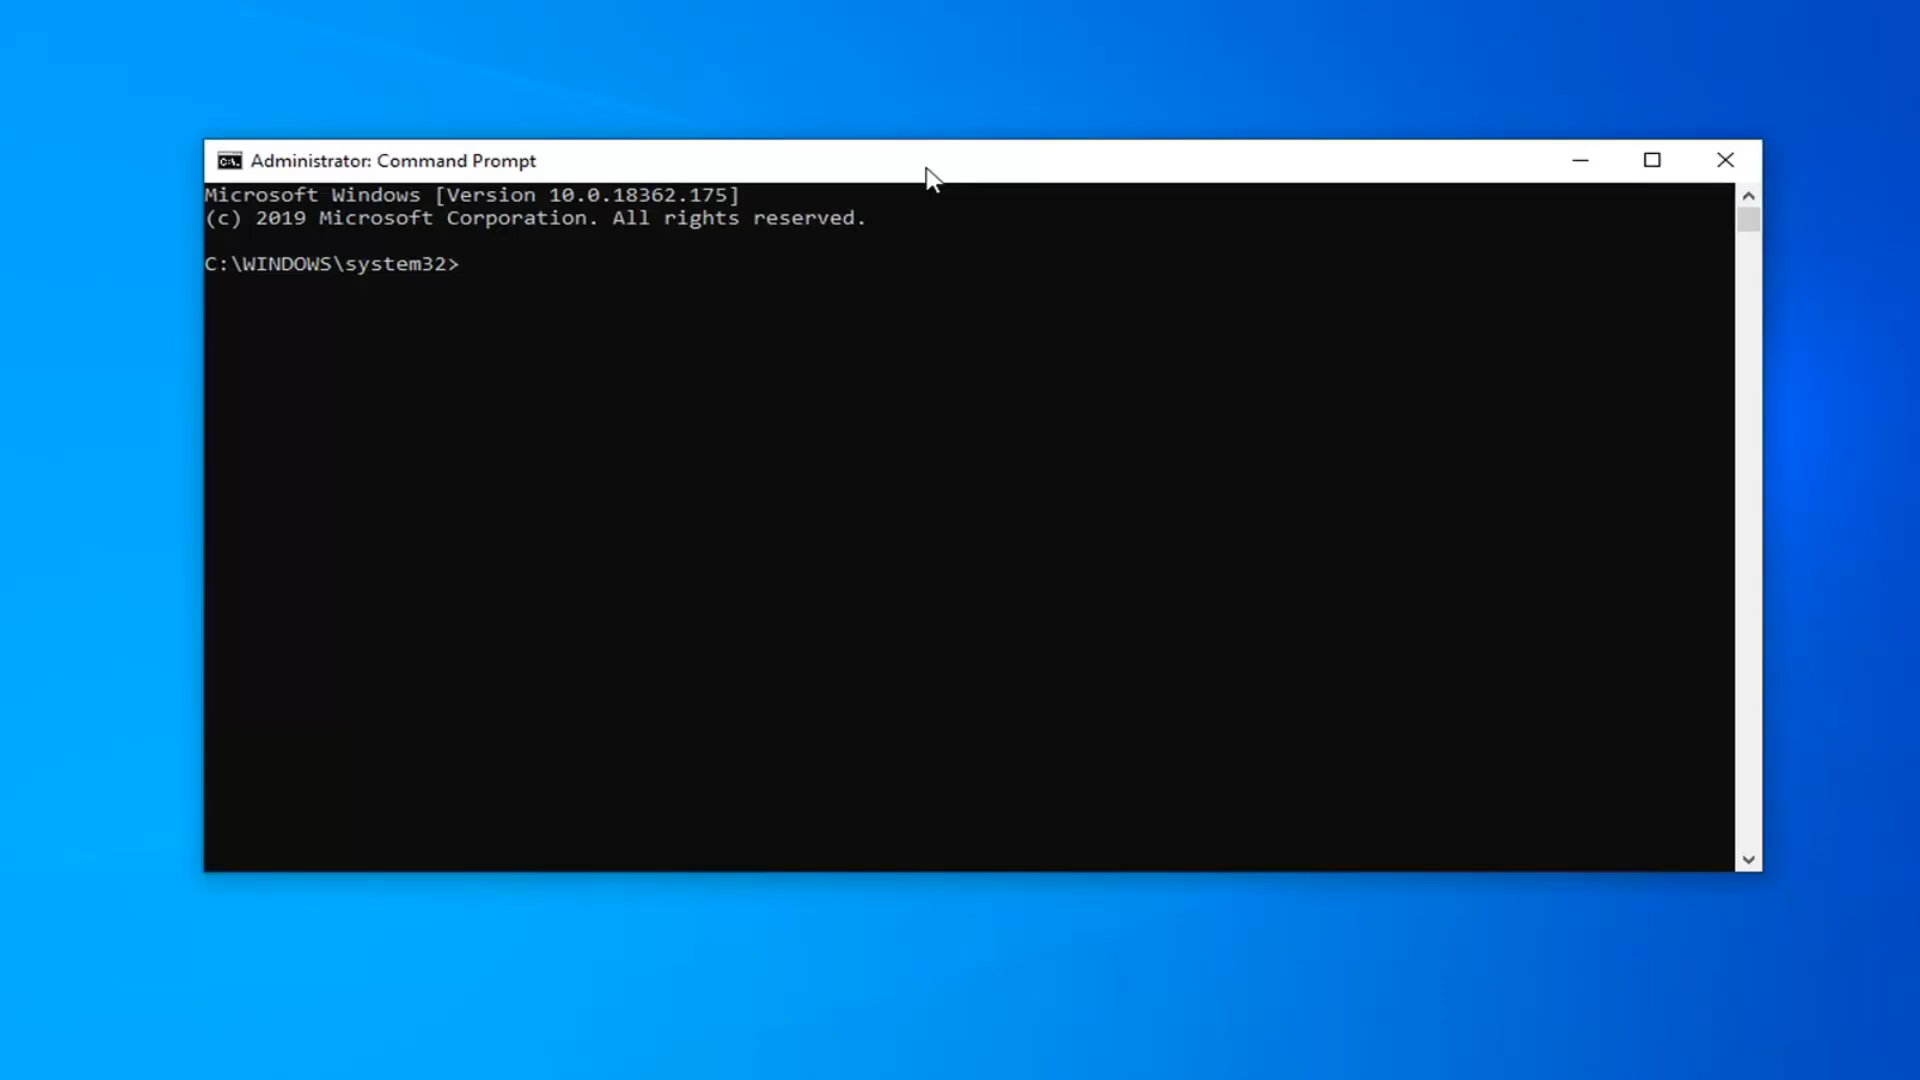 Administrator: Command Prompt
Microsoft Windows [Version 10.0.18362.175]
(c) 2019 Microsoft Corporation. All rights reserved.
C:\WINDOWS\system32>